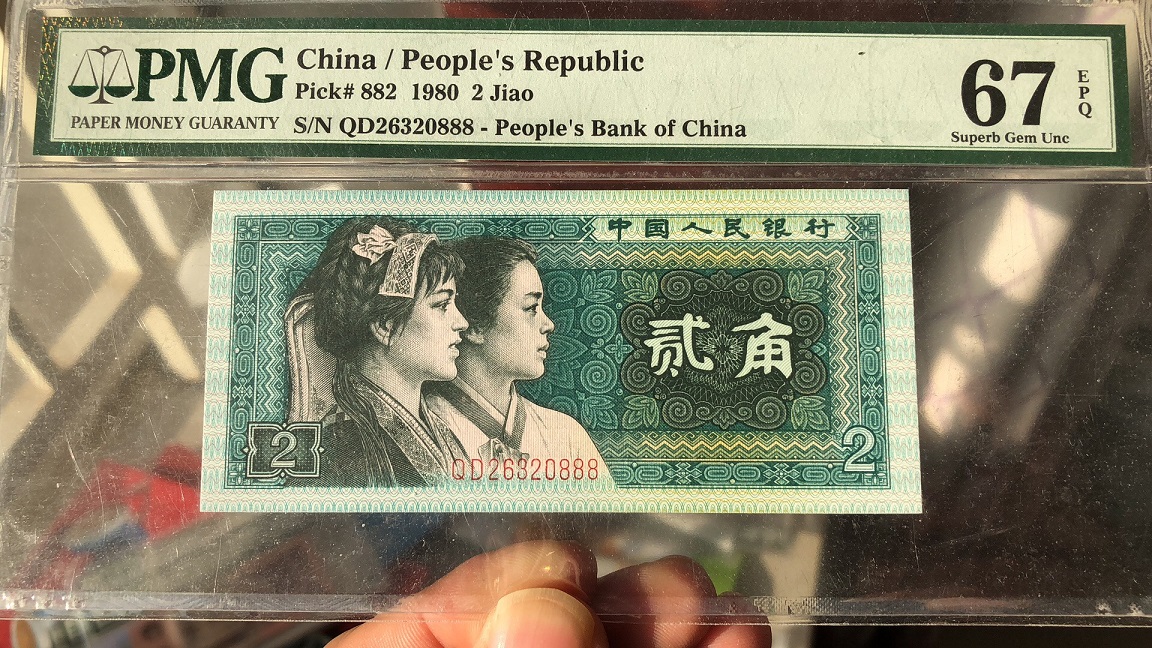 PMG
PAPER MONEY GUARANTY
China / People's Republic
Pick# 882 1980 2 Jiao
S/N QD26320888 - People's Bank of China
67
EPQ
Superb Gem Unc
中国人民银行
贰角
2
2
QD26320888